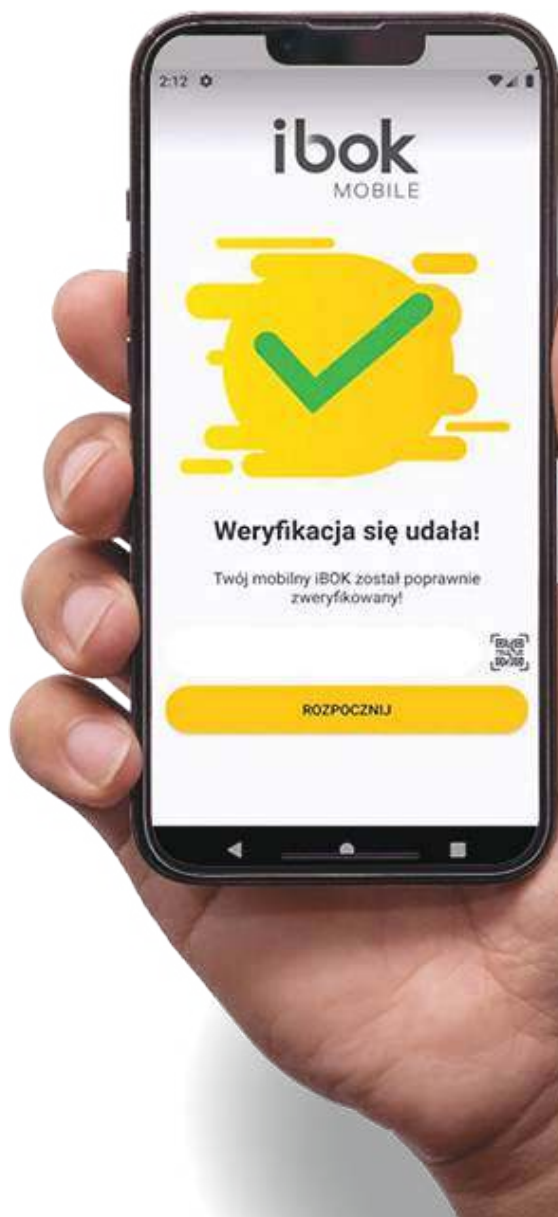 2:12
ibok
MOBILE
Weryfikacja się udała!
Twój mobilny iBOK został poprawnie
zweryfikowany!
ROZPOCZNIJ